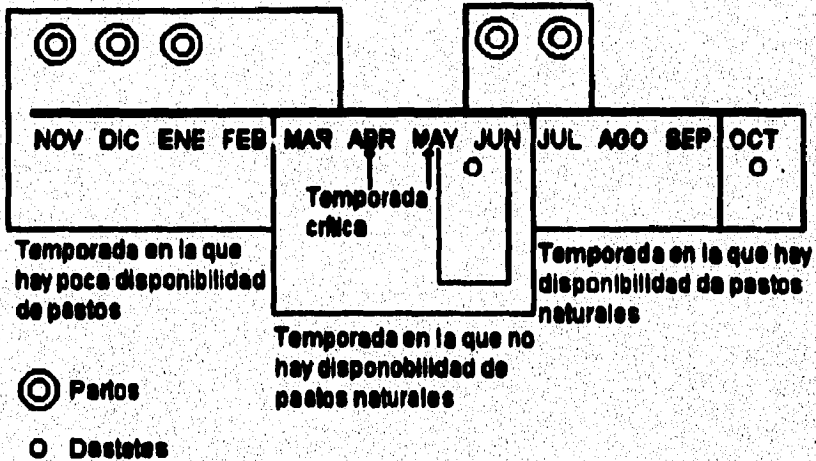 NOV DIC ENE FEB MAR ABR MAY JUN JUL AGO SEP OCT
Temporada
crítica
Temporada en la que
hay poca disponibilidad
de pastos
Temporada en la que no
hay disponobilidad de
pastos naturales
Temporada en la que hay
disponibilidad de pastos
naturales
Partos
Destetes